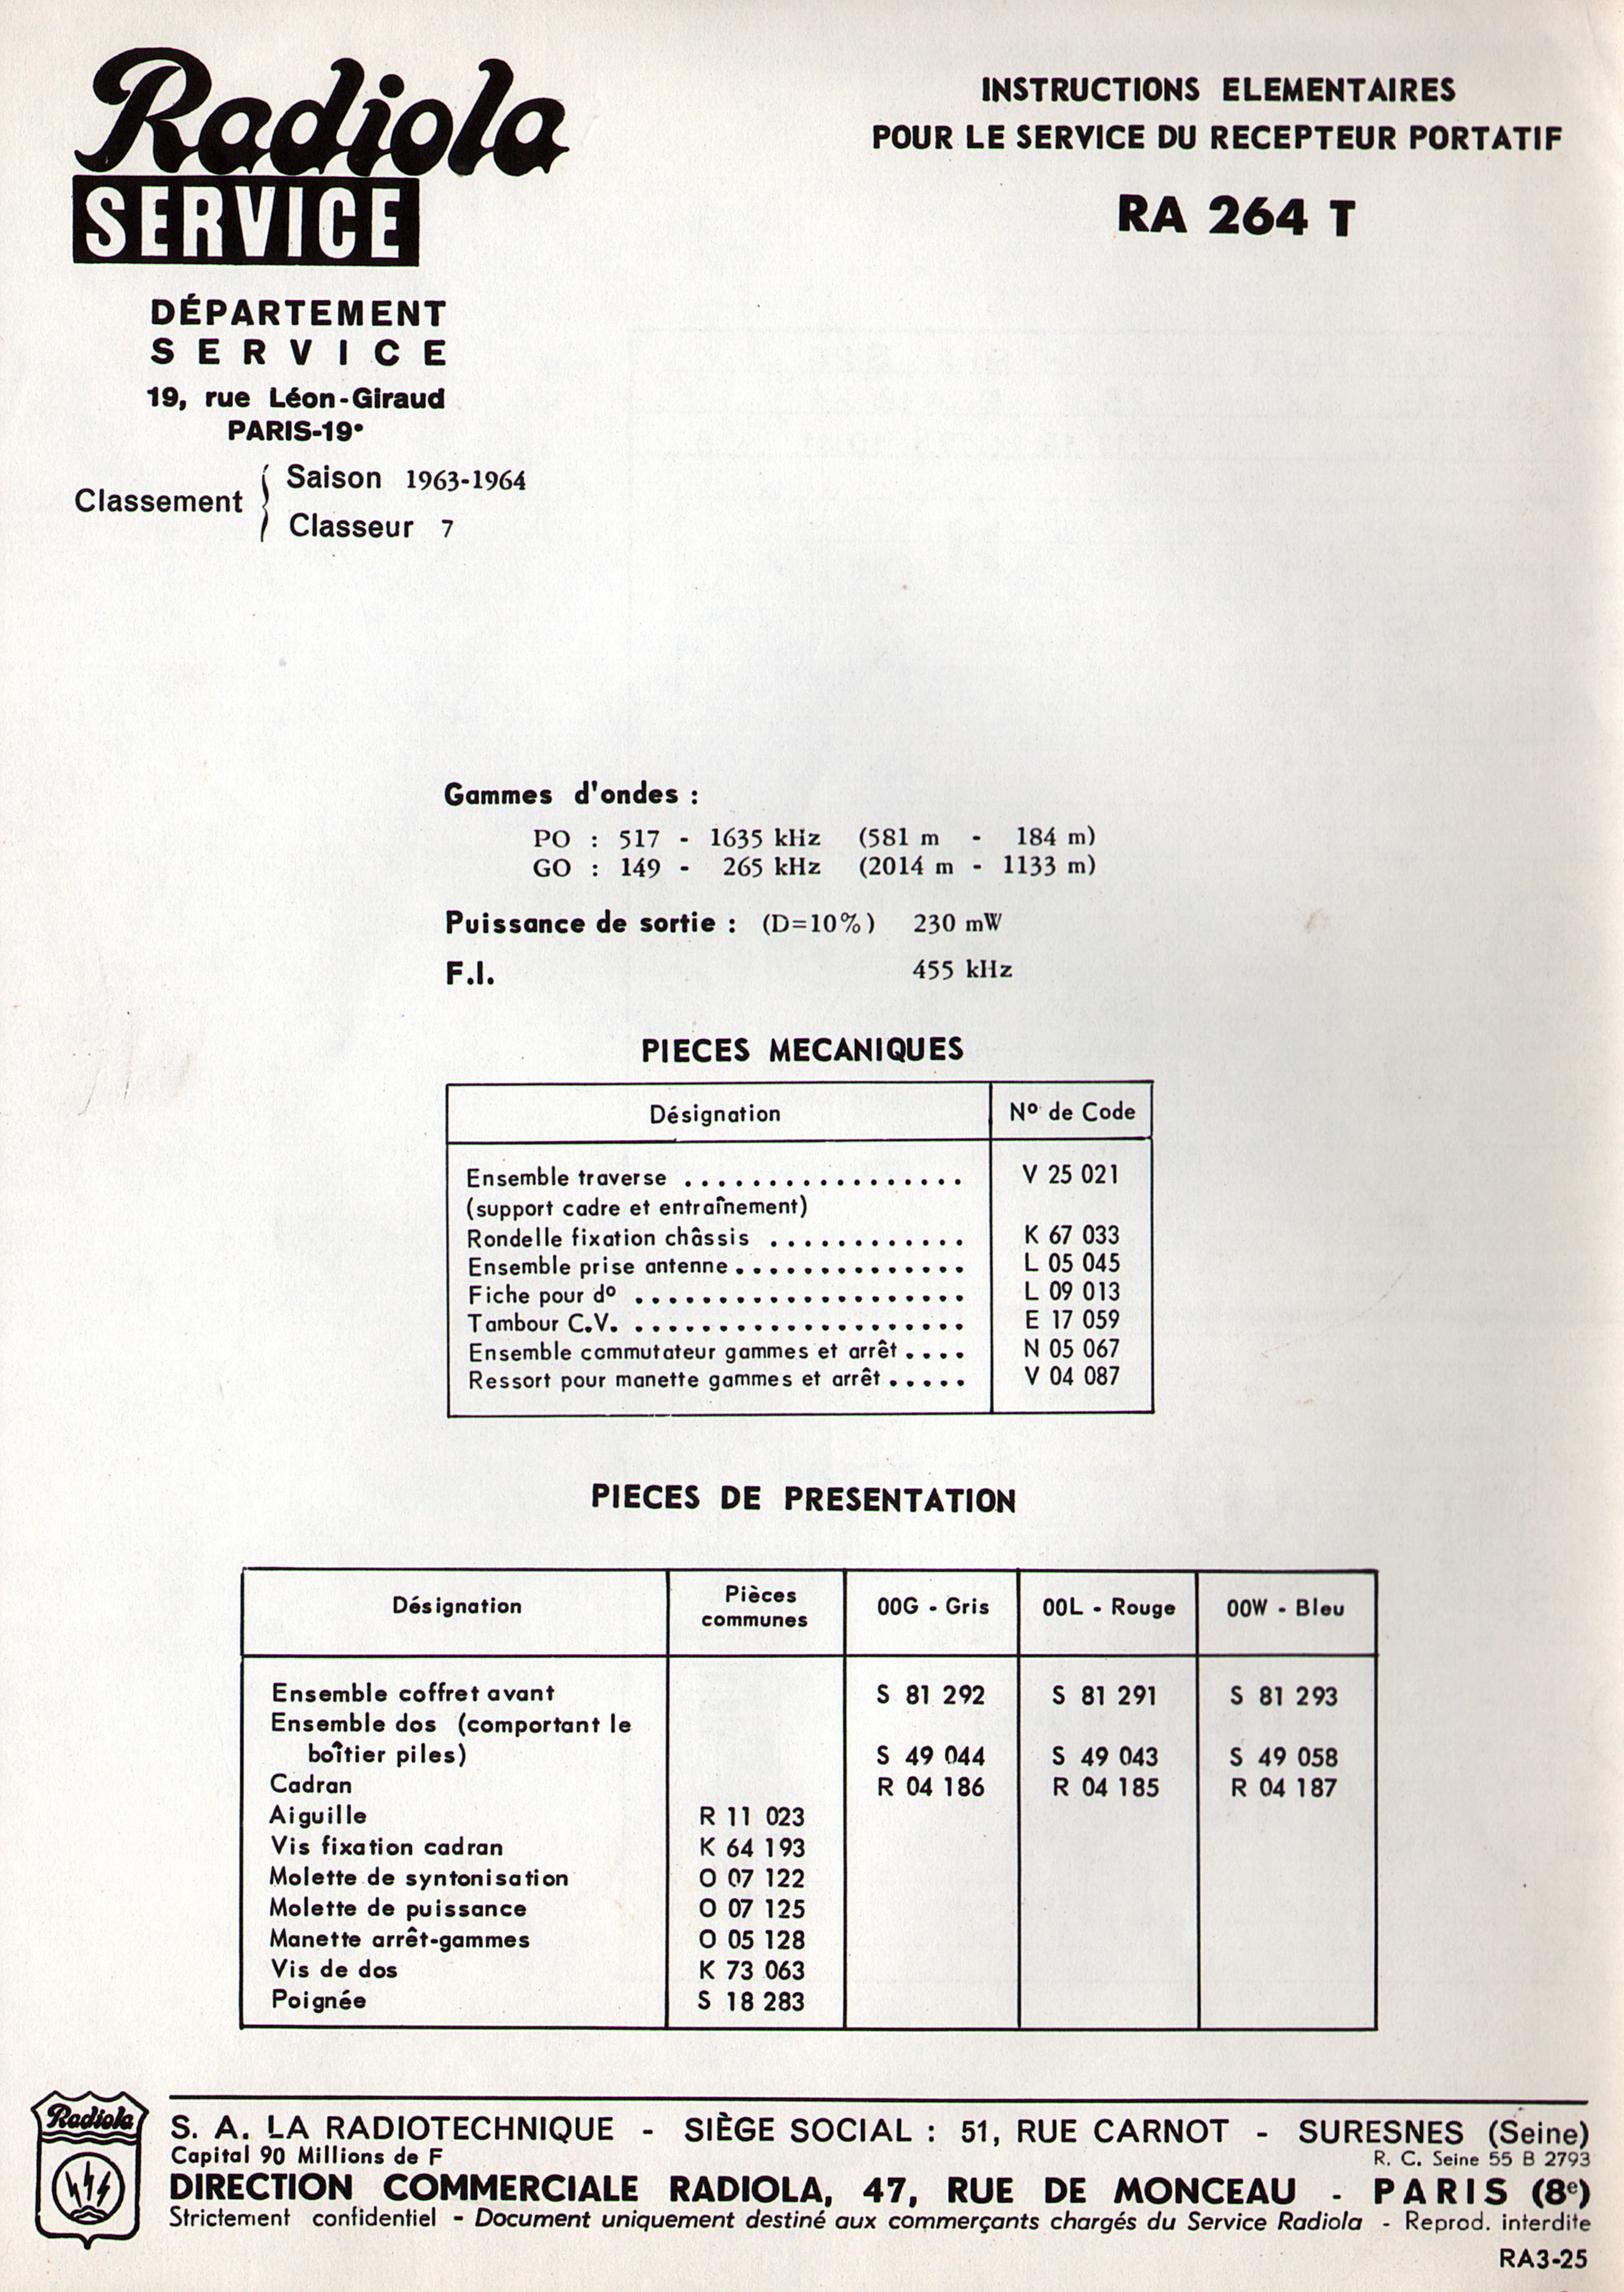 Radiola
SERVICE
DÉPARTEMENT
SERVICE
19, rue Léon-Giraud
PARIS-19e
Classement { Saison 1963-1964
Classeur 7
INSTRUCTIONS ELEMENTAIRES
POUR LE SERVICE DU RECEPTEUR PORTATIF
RA 264 T
Gammes d'ondes :
PO : 517 - 1635 kHz (581 m - 184 m)
GO : 149 - 265 kHz (2014 m - 1133 m)
Puissance de sortie : (D=10%) 230 mW
F.I. 455 kHz
PIECES MECANIQUES
Désignation N° de Code
Ensemble traverse ................. V 25 021
(support cadre et entraînement)
Rondelle fixation châssis ............ K 67 033
Ensemble prise antenne .............. L 05 045
Fiche pour d° .................... L 09 013
Tambour C.V. .................... E 17 059
Ensemble commutateur gammes et arrêt .... N 05 067
Ressort pour manette gammes et arrêt ..... V 04 087
PIECES DE PRESENTATION
Désignation Pièces communes 00G - Gris 00L - Rouge 00W - Bleu
Ensemble coffret avant S 81 292 S 81 291 S 81 293
Ensemble dos (comportant le
boîtier piles) S 49 044 S 49 043 S 49 058
Cadran R 04 186 R 04 185 R 04 187
Aiguille R 11 023
Vis fixation cadran K 64 193
Molette de syntonisation O 07 122
Molette de puissance O 07 125
Manette arrêt-gammes O 05 128
Vis de dos K 73 063
Poignée S 18 283
Radiola
S. A. LA RADIOTECHNIQUE - SIÈGE SOCIAL : 51, RUE CARNOT - SURESNES (Seine)
Capital 90 Millions de F R. C. Seine 55 B 2793
DIRECTION COMMERCIALE RADIOLA, 47, RUE DE MONCEAU - PARIS (8e)
Strictement confidentiel - Document uniquement destiné aux commerçants chargés du Service Radiola - Reprod. interdite
RA3-25